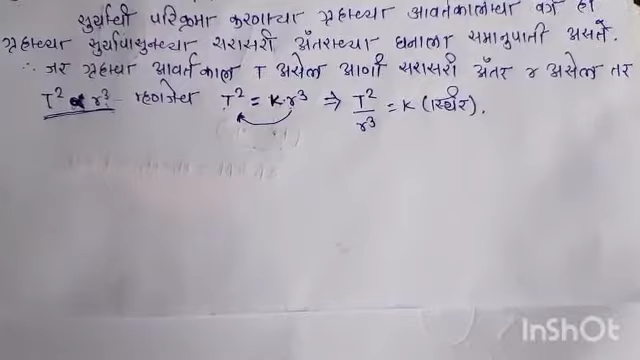 सुर्याची परिक्रमा करणाऱ्या ग्रहाच्या आवर्तकालाचा वर्ग हा
ग्रहाच्या सुर्यापासुनच्या सरासरी अंतराच्या घनाला समानुपाती असते.
∴ जर ग्रहाचा आवर्तकाल T असेल आणी सरासरी अंतर r असेल तर
T² ∝ r³ म्हणजेच T² = K·r³ ⇒ T²/r³ = K (स्थिर).
InShOt